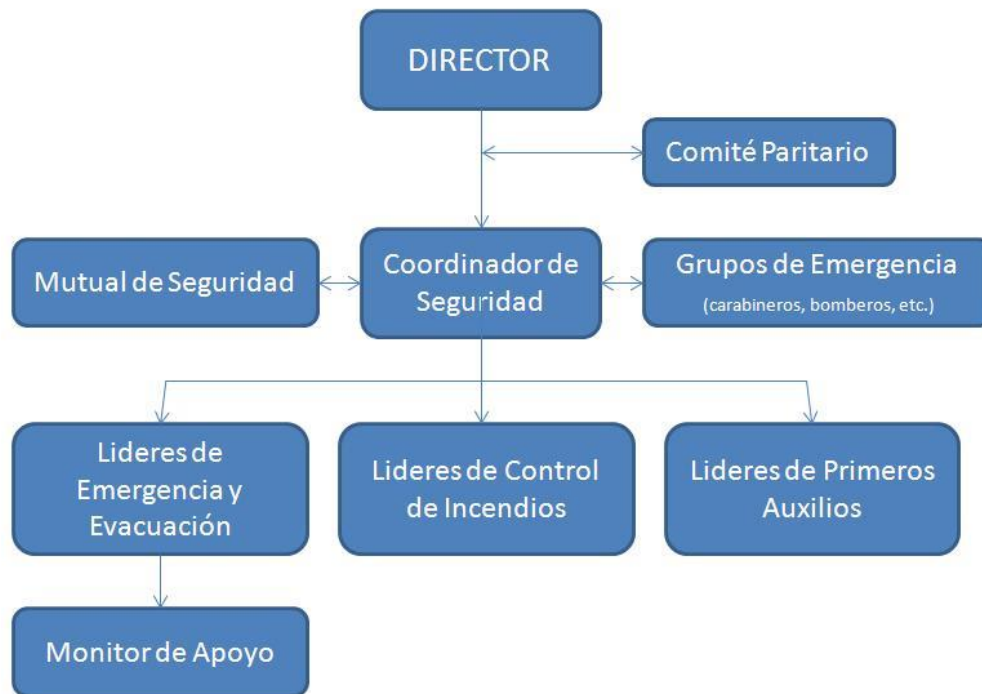 DIRECTOR
Comité Paritario
Mutual de Seguridad
Coordinador de
Seguridad
Grupos de Emergencia
(carabineros, bomberos, etc.)
Lideres de
Emergencia y
Evacuación
Lideres de Control
de Incendios
Lideres de Primeros
Auxilios
Monitor de Apoyo